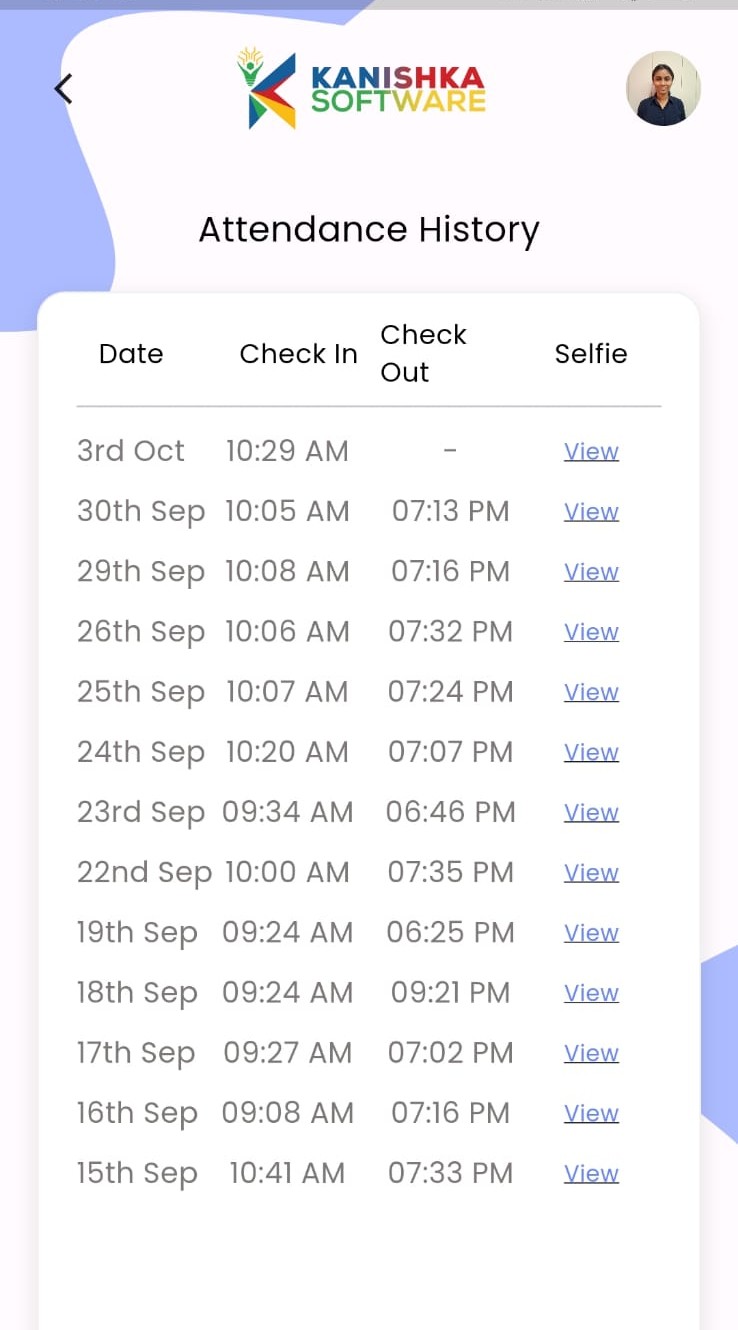 KANISHKA
SOFTWARE
Attendance History
Date Check In Check Out Selfie
3rd Oct 10:29 AM - View
30th Sep 10:05 AM 07:13 PM View
29th Sep 10:08 AM 07:16 PM View
26th Sep 10:06 AM 07:32 PM View
25th Sep 10:07 AM 07:24 PM View
24th Sep 10:20 AM 07:07 PM View
23rd Sep 09:34 AM 06:46 PM View
22nd Sep 10:00 AM 07:35 PM View
19th Sep 09:24 AM 06:25 PM View
18th Sep 09:24 AM 09:21 PM View
17th Sep 09:27 AM 07:02 PM View
16th Sep 09:08 AM 07:16 PM View
15th Sep 10:41 AM 07:33 PM View